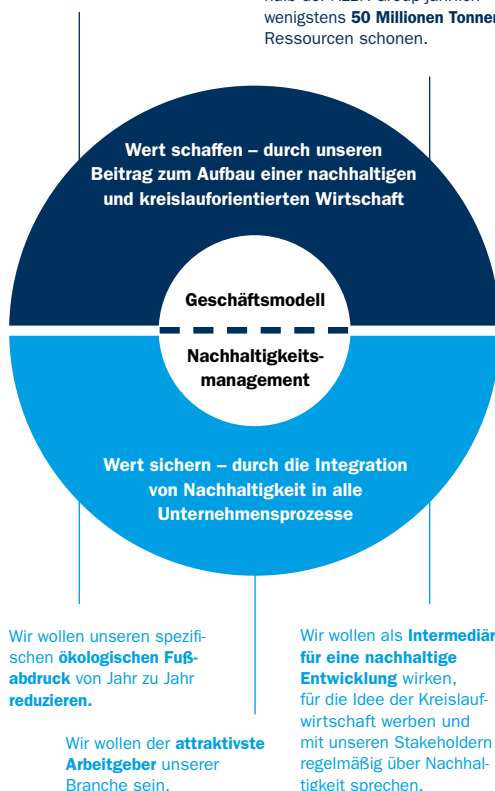 wenigstens 50 Millionen Tonnen
Ressourcen schonen.
Wert schaffen – durch unseren
Beitrag zum Aufbau einer nachhaltigen
und kreislauforientierten Wirtschaft
Geschäftsmodell
Nachhaltigkeits-
management
Wert sichern – durch die Integration
von Nachhaltigkeit in alle
Unternehmensprozesse
Wir wollen unseren spezifi-
schen ökologischen Fuß-
abdruck von Jahr zu Jahr
reduzieren.
Wir wollen der attraktivste
Arbeitgeber unserer
Branche sein.
Wir wollen als Intermediär
für eine nachhaltige
Entwicklung wirken,
für die Idee der Kreislauf-
wirtschaft werben und
mit unseren Stakeholdern
regelmäßig über Nachhal-
tigkeit sprechen.